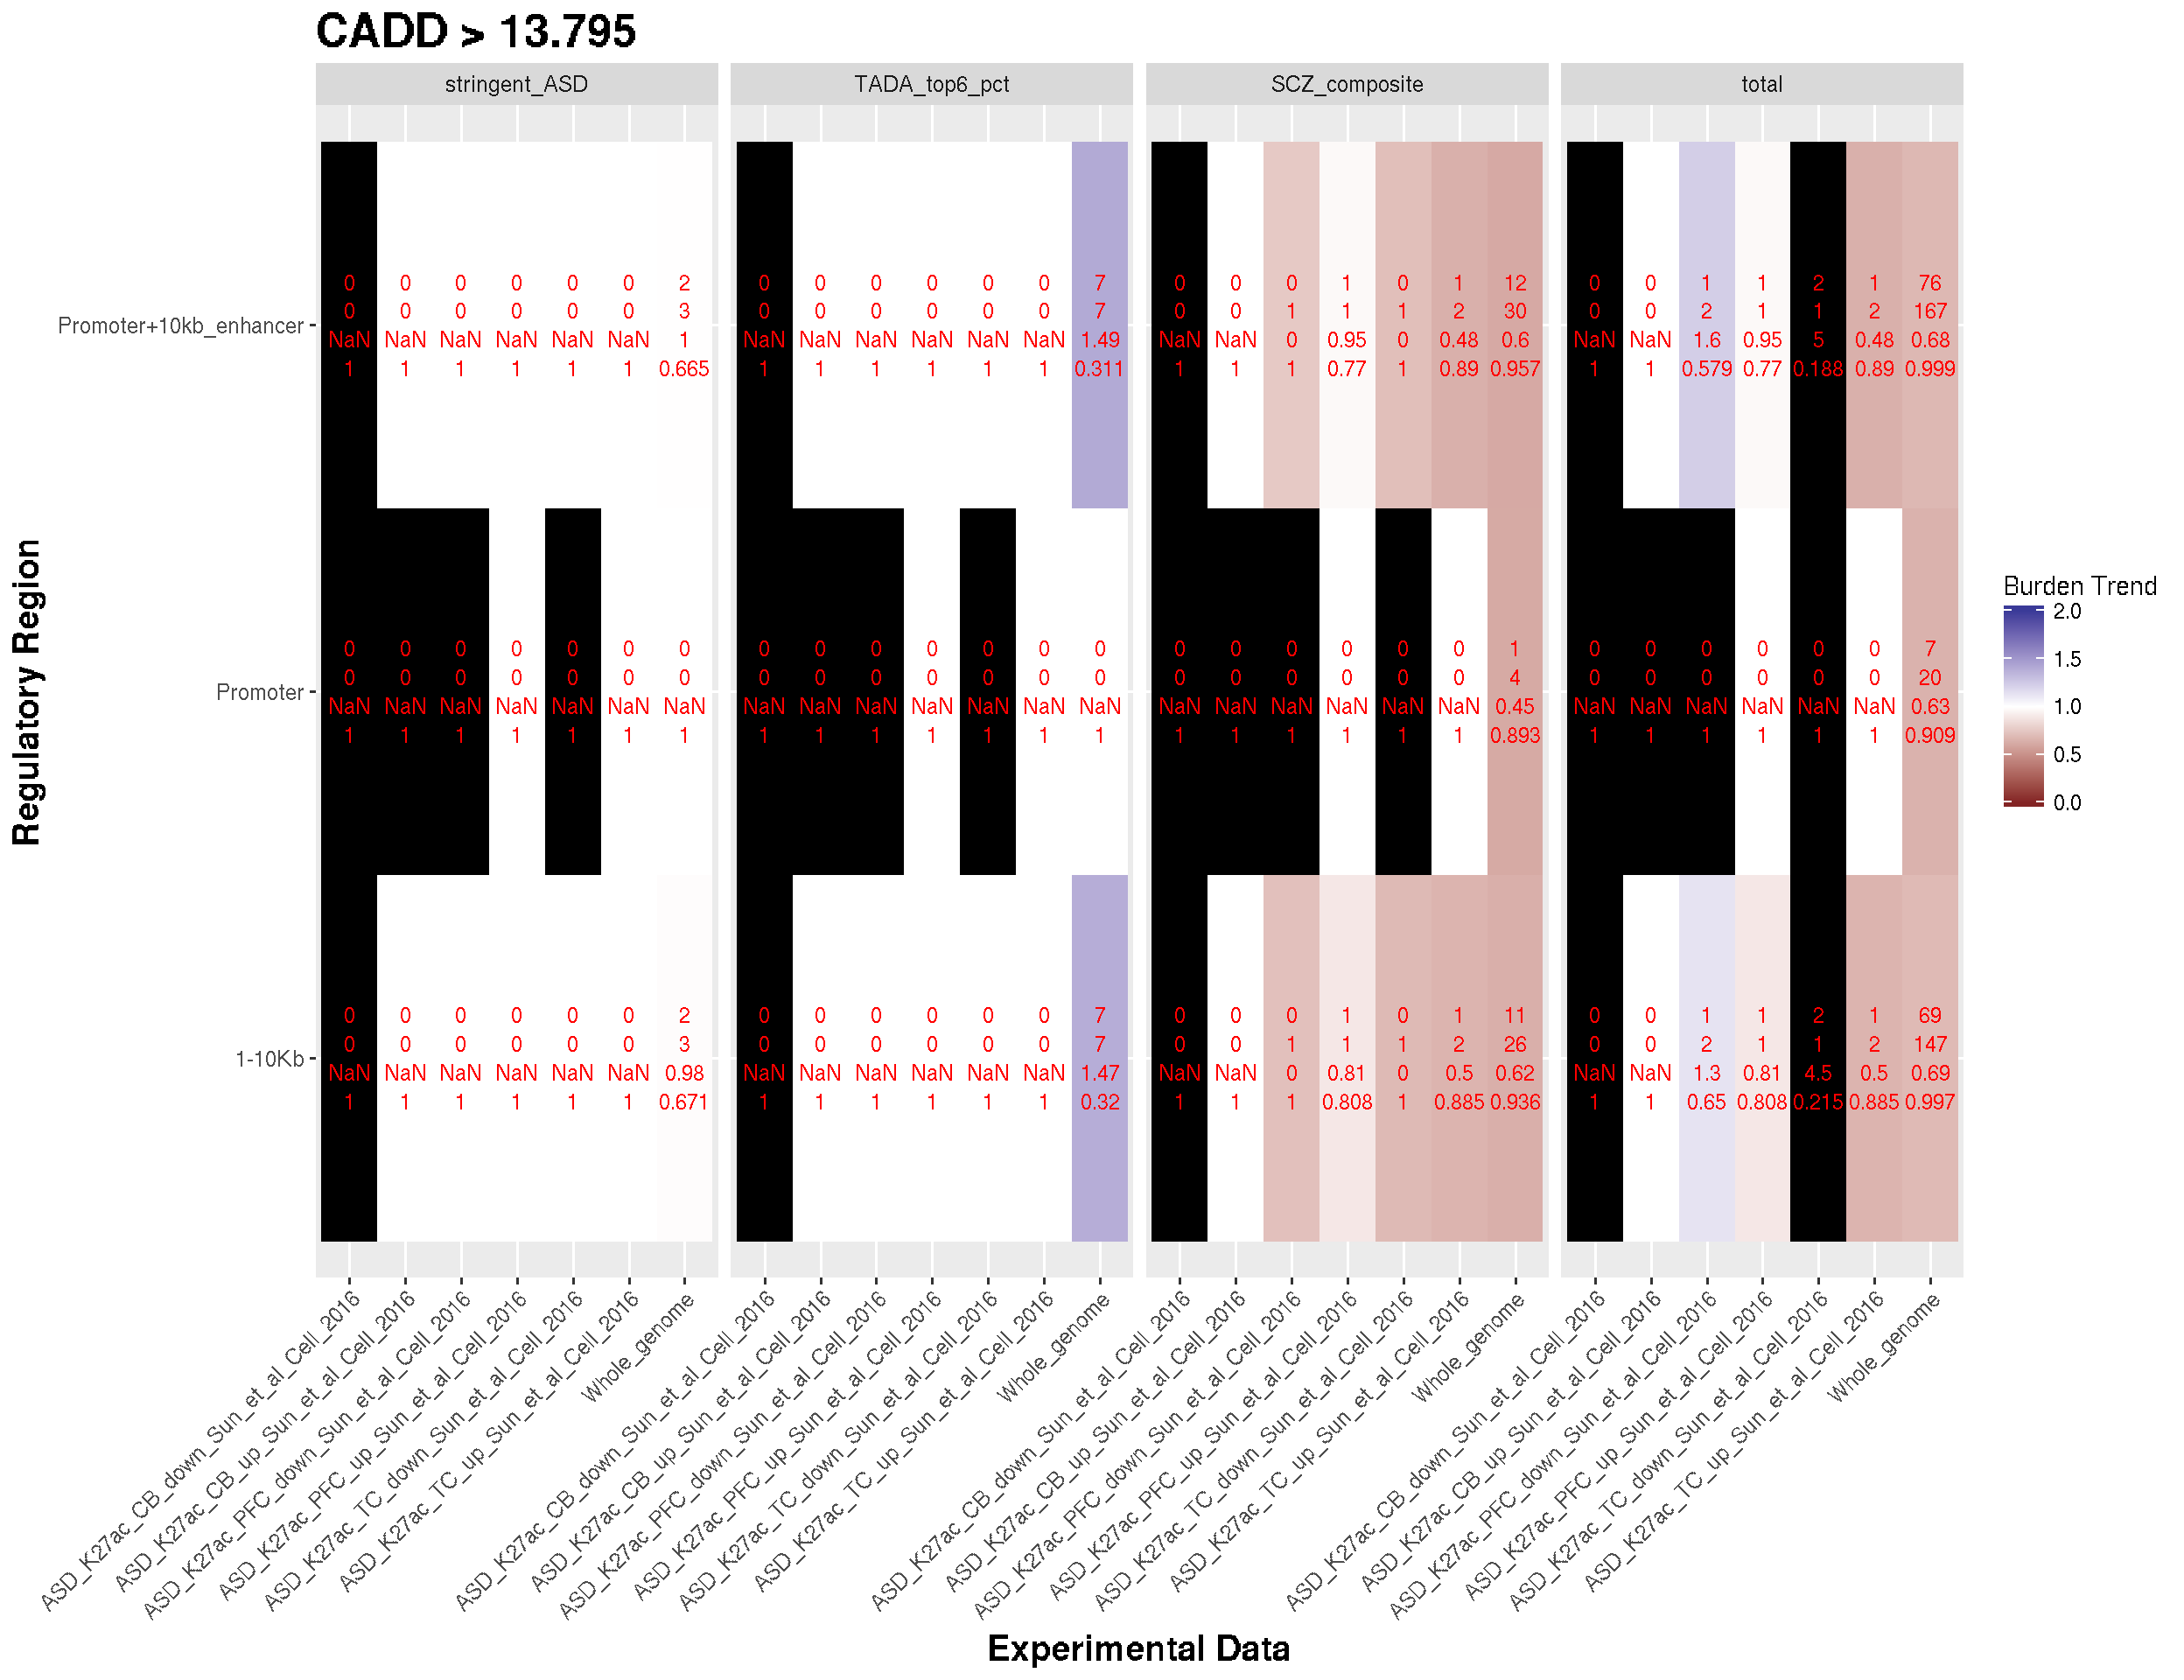 CADD > 13.795
stringent_ASD TADA_top6_pct SCZ_composite total
0 0 0 0 0 0 2 0 0 0 0 0 0 7 0 0 0 1 0 1 12 0 0 1 1 2 1 76
0 0 0 0 0 0 3 0 0 0 0 0 0 7 0 0 1 1 1 2 30 0 0 2 1 1 2 167
Promoter+10kb_enhancer
NaN NaN NaN NaN NaN NaN 1 NaN NaN NaN NaN NaN NaN 1.49 NaN NaN 0 0.95 0 0.48 0.6 NaN NaN 1.6 0.95 5 0.48 0.68
1 1 1 1 1 1 0.665 1 1 1 1 1 1 0.311 1 1 1 0.77 1 0.89 0.957 1 1 0.579 0.77 0.188 0.89 0.999
Regulatory Region
0 0 0 0 0 0 0 0 0 0 0 0 0 0 0 0 0 0 0 0 1 0 0 0 0 0 0 7
0 0 0 0 0 0 0 0 0 0 0 0 0 0 0 0 0 0 0 0 4 0 0 0 0 0 0 20
Promoter
NaN NaN NaN NaN NaN NaN NaN NaN NaN NaN NaN NaN NaN NaN NaN NaN NaN NaN NaN NaN 0.45 NaN NaN NaN NaN NaN NaN 0.63
1 1 1 1 1 1 1 1 1 1 1 1 1 1 1 1 1 1 1 1 0.893 1 1 1 1 1 1 0.909
0 0 0 0 0 0 2 0 0 0 0 0 0 7 0 0 0 1 0 1 11 0 0 1 1 2 1 69
0 0 0 0 0 0 3 0 0 0 0 0 0 7 0 0 1 1 1 2 26 0 0 2 1 1 2 147
1-10Kb
NaN NaN NaN NaN NaN NaN 0.98 NaN NaN NaN NaN NaN NaN 1.47 NaN NaN 0 0.81 0 0.5 0.62 NaN NaN 1.3 0.81 4.5 0.5 0.69
1 1 1 1 1 1 0.671 1 1 1 1 1 1 0.32 1 1 1 0.808 1 0.885 0.936 1 1 0.65 0.808 0.215 0.885 0.997
Burden Trend
2.0
1.5
1.0
0.5
0.0
ASD_K27ac_CB_down_Sun_et_al_Cell_2016
ASD_K27ac_CB_up_Sun_et_al_Cell_2016
ASD_K27ac_PFC_down_Sun_et_al_Cell_2016
ASD_K27ac_PFC_up_Sun_et_al_Cell_2016
ASD_K27ac_TC_down_Sun_et_al_Cell_2016
ASD_K27ac_TC_up_Sun_et_al_Cell_2016
Whole_genome
ASD_K27ac_CB_down_Sun_et_al_Cell_2016
ASD_K27ac_CB_up_Sun_et_al_Cell_2016
ASD_K27ac_PFC_down_Sun_et_al_Cell_2016
ASD_K27ac_PFC_up_Sun_et_al_Cell_2016
ASD_K27ac_TC_down_Sun_et_al_Cell_2016
ASD_K27ac_TC_up_Sun_et_al_Cell_2016
Whole_genome
ASD_K27ac_CB_down_Sun_et_al_Cell_2016
ASD_K27ac_CB_up_Sun_et_al_Cell_2016
ASD_K27ac_PFC_down_Sun_et_al_Cell_2016
ASD_K27ac_PFC_up_Sun_et_al_Cell_2016
ASD_K27ac_TC_down_Sun_et_al_Cell_2016
ASD_K27ac_TC_up_Sun_et_al_Cell_2016
Whole_genome
ASD_K27ac_CB_down_Sun_et_al_Cell_2016
ASD_K27ac_CB_up_Sun_et_al_Cell_2016
ASD_K27ac_PFC_down_Sun_et_al_Cell_2016
ASD_K27ac_PFC_up_Sun_et_al_Cell_2016
ASD_K27ac_TC_down_Sun_et_al_Cell_2016
ASD_K27ac_TC_up_Sun_et_al_Cell_2016
Whole_genome
Experimental Data